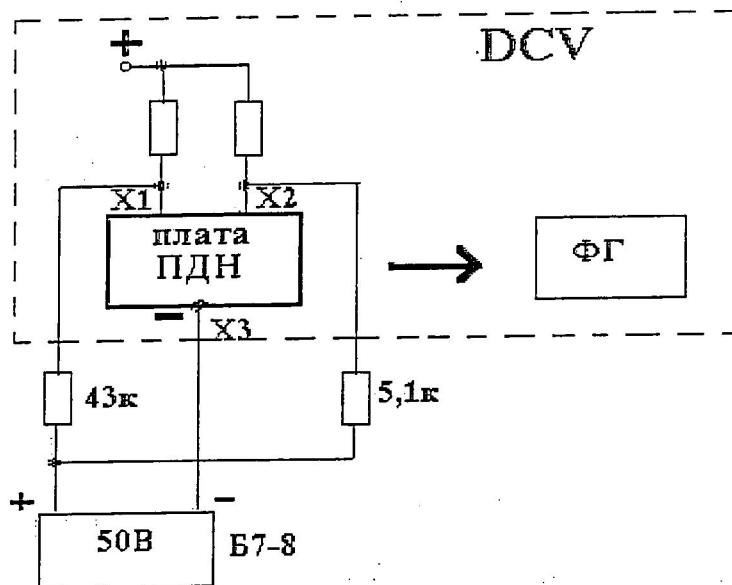 +
DCV
X1
X2
плата
ПДН
ФГ
−
X3
43к
5,1к
+
−
50В
Б7-8